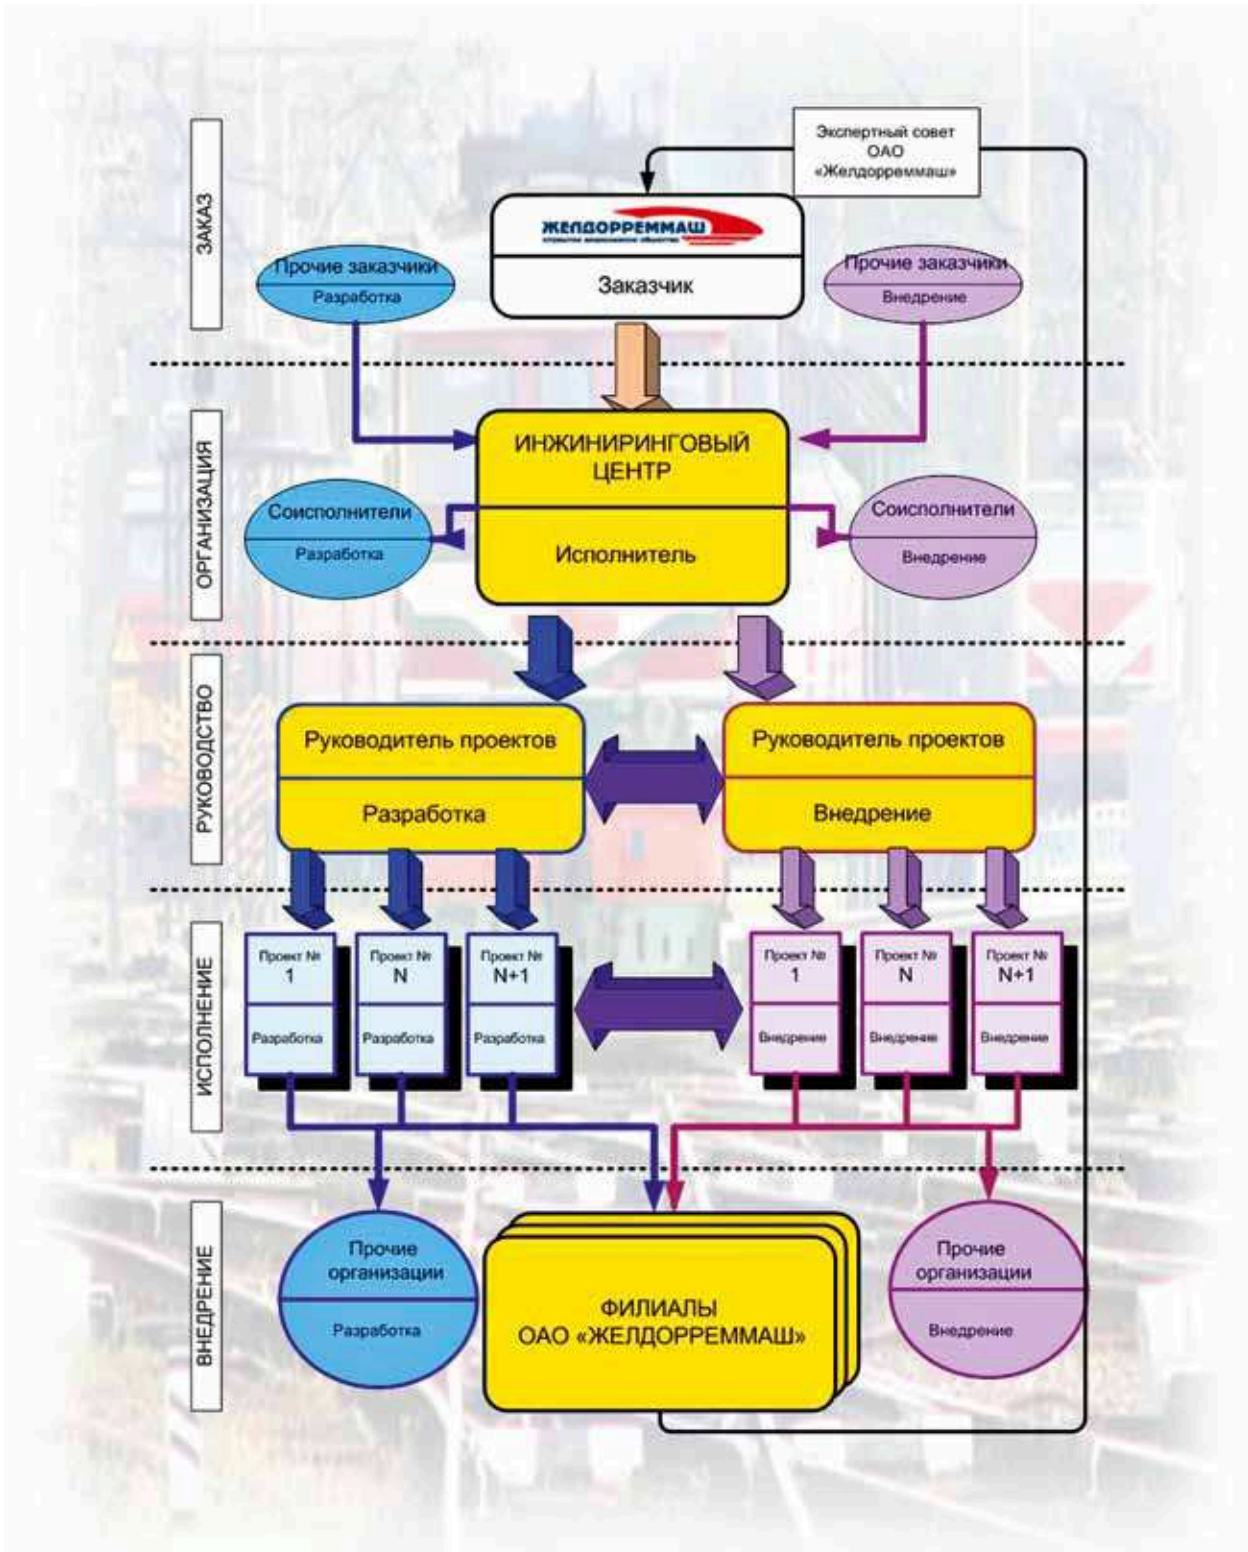 Экспертный совет
ОАО
«Желдорреммаш»
ЗАКАЗ
ЖЕЛДОРРЕММАШ
Заказчик
Прочие заказчики
Разработка
Прочие заказчики
Внедрение
ОРГАНИЗАЦИЯ
ИНЖИНИРИНГОВЫЙ
ЦЕНТР
Исполнитель
Соисполнители
Разработка
Соисполнители
Внедрение
РУКОВОДСТВО
Руководитель проектов
Разработка
Руководитель проектов
Внедрение
ИСПОЛНЕНИЕ
Проект №
1
Разработка
Проект №
N
Разработка
Проект №
N+1
Разработка
Проект №
1
Внедрение
Проект №
N
Внедрение
Проект №
N+1
Внедрение
ВНЕДРЕНИЕ
Прочие
организации
Разработка
ФИЛИАЛЫ
ОАО «ЖЕЛДОРРЕММАШ»
Прочие
организации
Внедрение